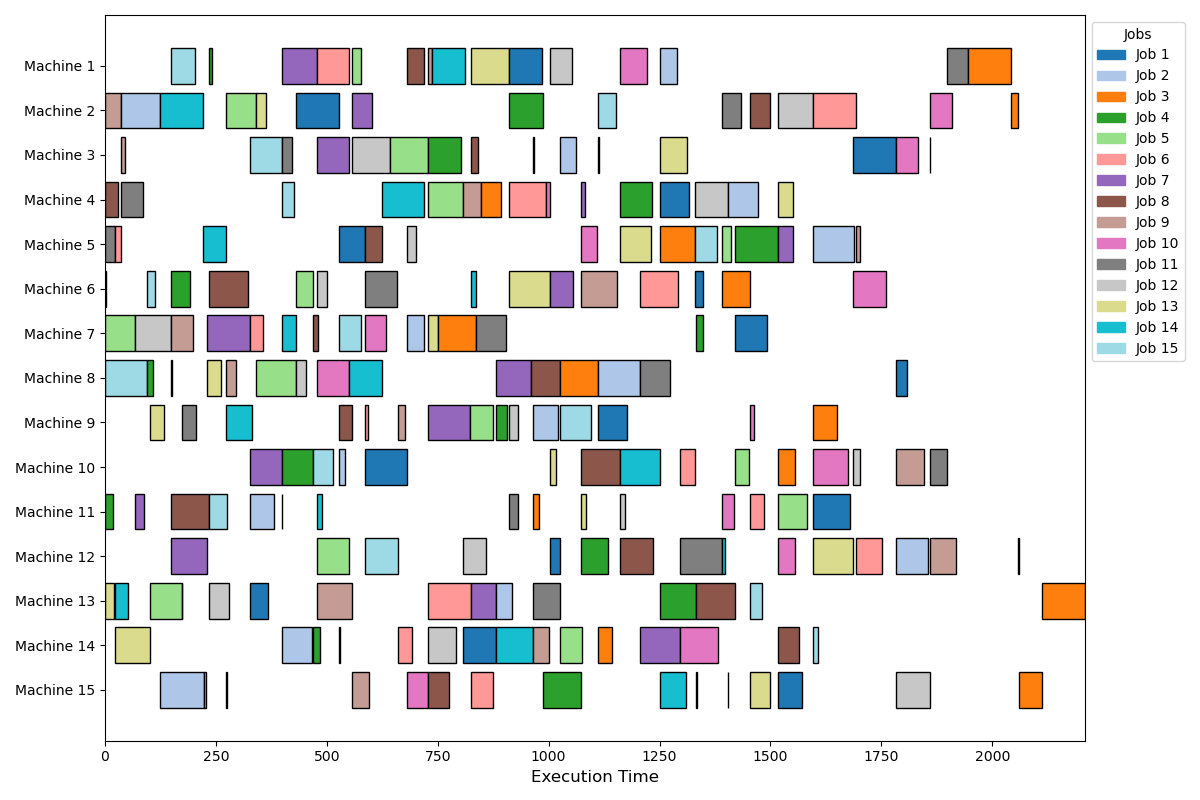 Machine 1
Machine 2
Machine 3
Machine 4
Machine 5
Machine 6
Machine 7
Machine 8
Machine 9
Machine 10
Machine 11
Machine 12
Machine 13
Machine 14
Machine 15
0 250 500 750 1000 1250 1500 1750 2000
Execution Time
Jobs
Job 1
Job 2
Job 3
Job 4
Job 5
Job 6
Job 7
Job 8
Job 9
Job 10
Job 11
Job 12
Job 13
Job 14
Job 15